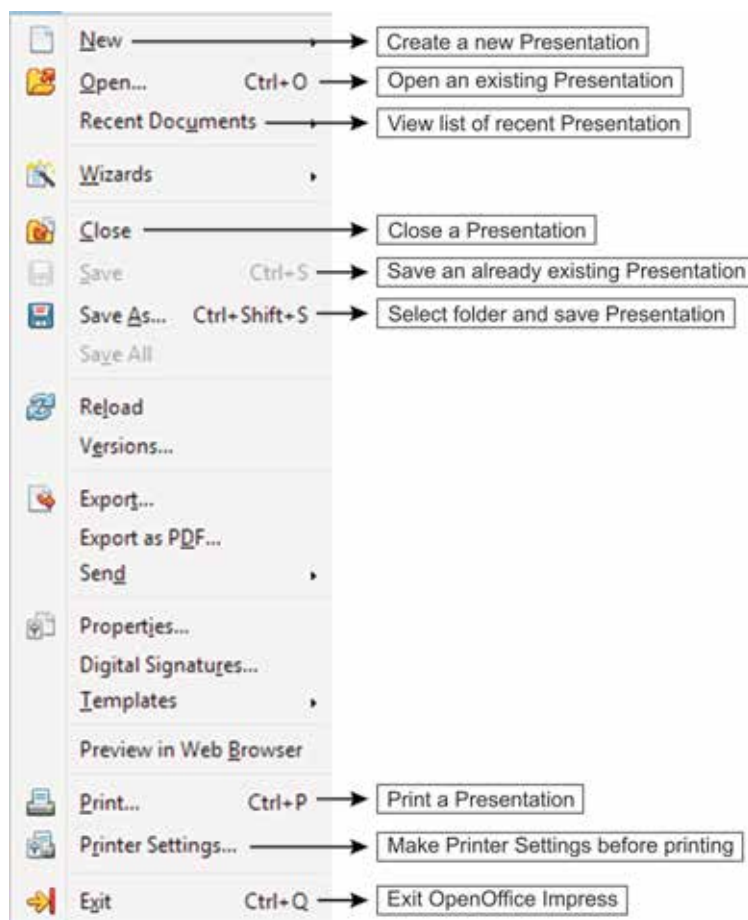 New Create a new Presentation
Open... Ctrl+O Open an existing Presentation
Recent Documents View list of recent Presentation
Wizards
Close Close a Presentation
Save Ctrl+S Save an already existing Presentation
Save As... Ctrl+Shift+S Select folder and save Presentation
Save All
Reload
Versions...
Export...
Export as PDF...
Send
Properties...
Digital Signatures...
Templates
Preview in Web Browser
Print... Ctrl+P Print a Presentation
Printer Settings... Make Printer Settings before printing
Exit Ctrl+Q Exit OpenOffice Impress